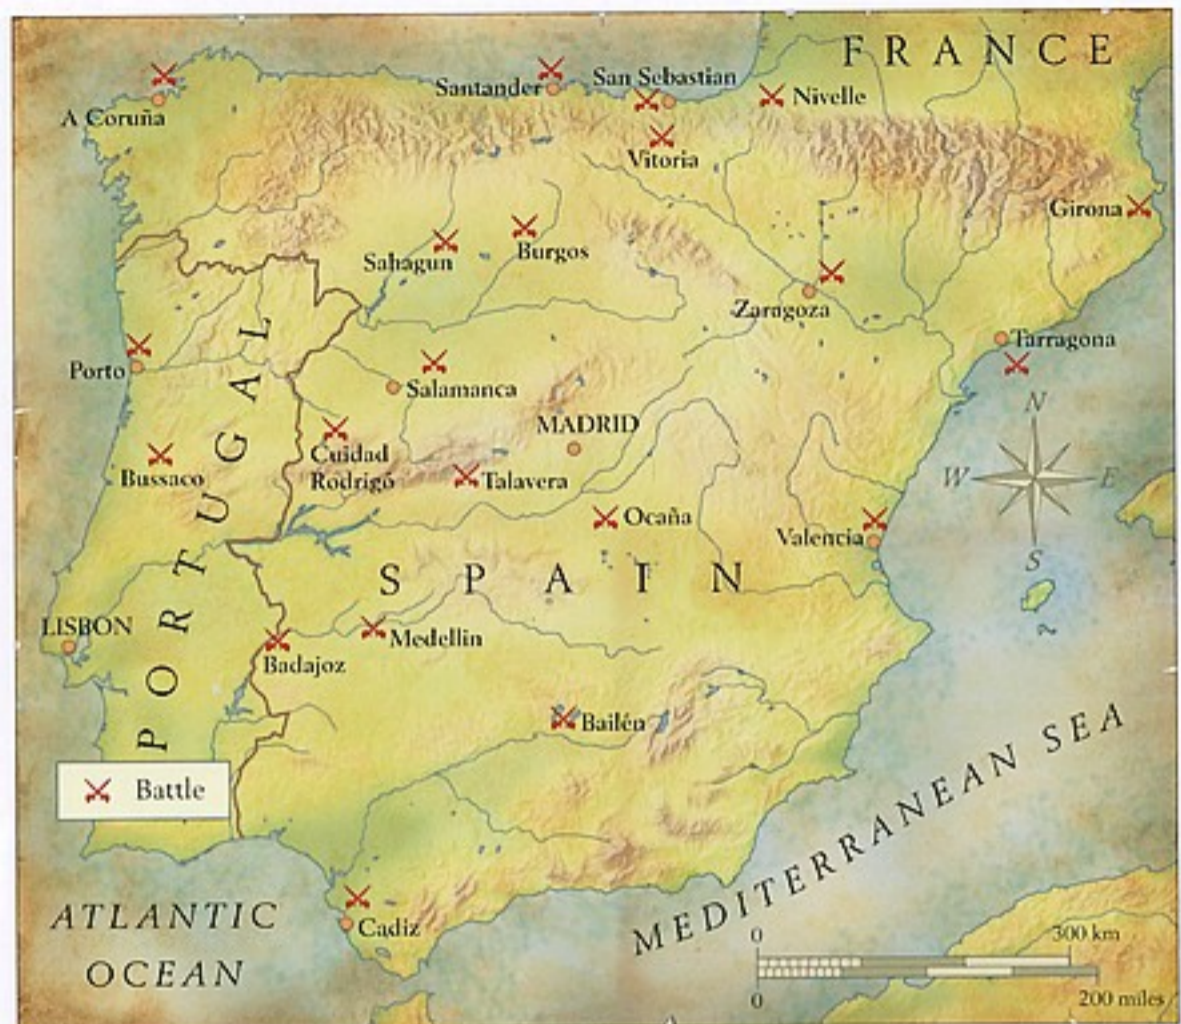 FRANCE
Santander
San Sebastian
Nivelle
A Coruña
Vitoria
Girona
Sahagun
Burgos
Zaragoza
Tarragona
Porto
Salamanca
MADRID
N
Cuidad
Rodrigo
Bussaco
Talavera
W
E
Ocaña
Valencia
PORTUGAL
SPAIN
S
LISBON
Badajoz
Medellin
Bailén
MEDITERRANEAN SEA
Battle
ATLANTIC
OCEAN
Cadiz
0
300 km
0
200 miles